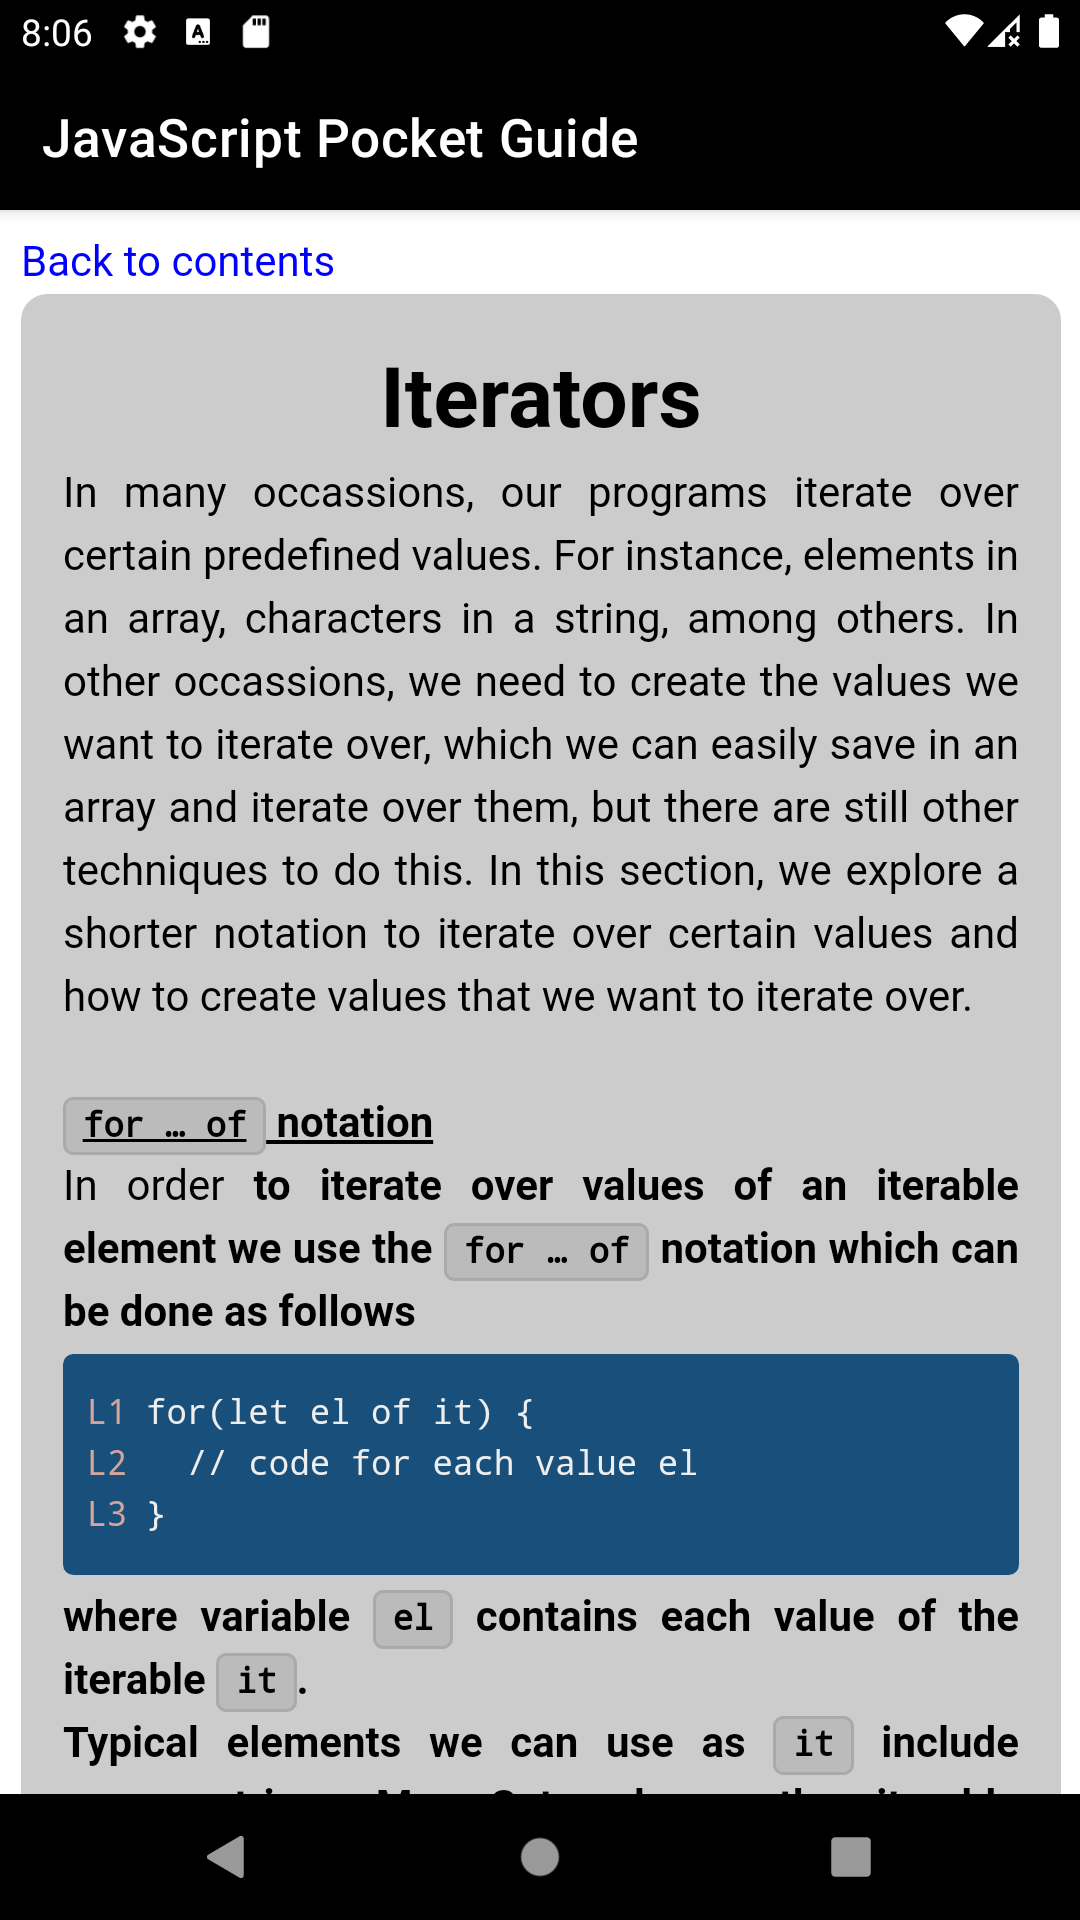 8:06
JavaScript Pocket Guide
Back to contents
Iterators
In many occassions, our programs iterate over
certain predefined values. For instance, elements in
an array, characters in a string, among others. In
other occassions, we need to create the values we
want to iterate over, which we can easily save in an
array and iterate over them, but there are still other
techniques to do this. In this section, we explore a
shorter notation to iterate over certain values and
how to create values that we want to iterate over.
for … of notation
In order to iterate over values of an iterable
element we use the for … of notation which can
be done as follows
L1 for(let el of it) {
L2   // code for each value el
L3 }
where variable el contains each value of the
iterable it.
Typical elements we can use as it include